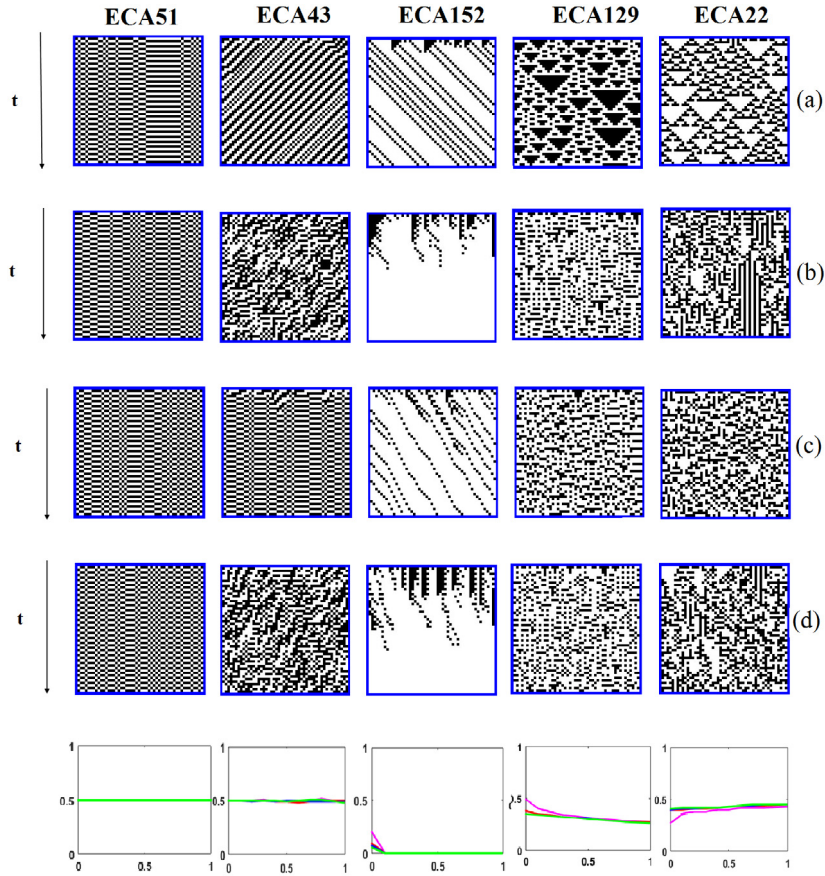 ECA51 ECA43 ECA152 ECA129 ECA22
t (a)
t (b)
t (c)
t (d)
1 1 1 1 1
0.5 0.5 0.5 0.5 0.5
0 0 0 0 0
0 0.5 1 0 0.5 1 0 0.5 1 0 0.5 1 0 0.5 1